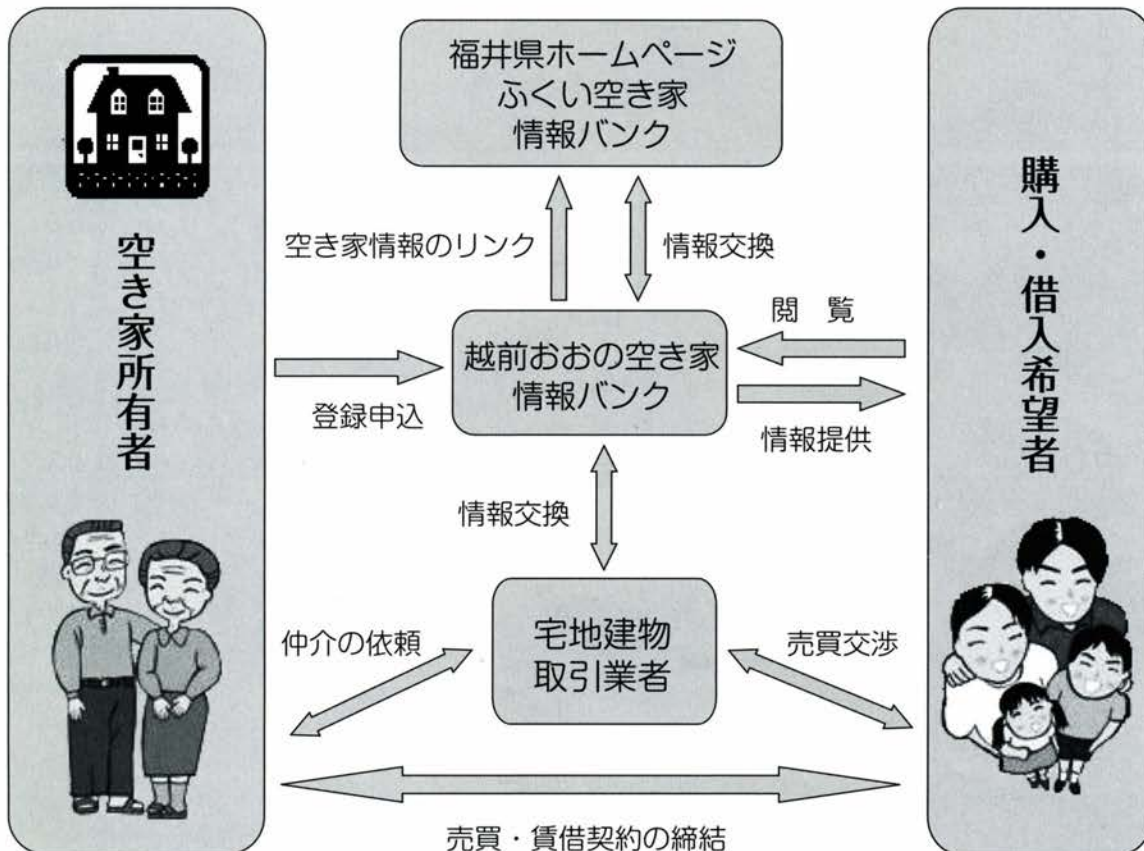 福井県ホームページ
ふくい空き家
情報バンク
空き家所有者
購入・借入希望者
空き家情報のリンク
情報交換
閲　覧
越前おおの空き家
情報バンク
登録申込
情報提供
情報交換
仲介の依頼
宅地建物
取引業者
売買交渉
売買・賃借契約の締結